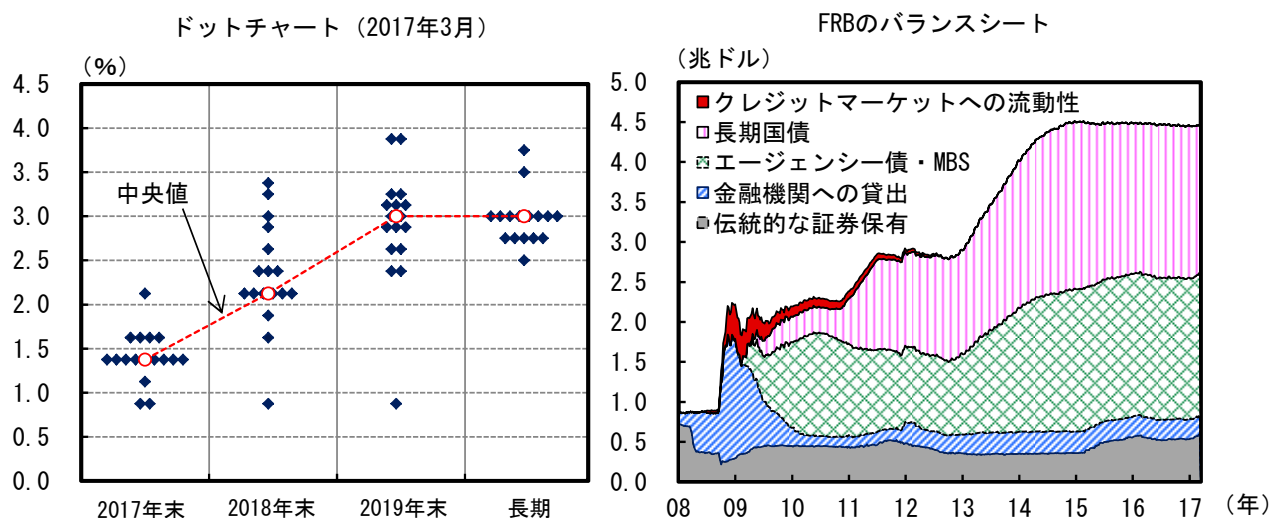 ドットチャート（2017年3月）
（%）
4.5
4.0
3.5
3.0
2.5
2.0
1.5
1.0
0.5
0.0
中央値
2017年末 2018年末 2019年末 長期
FRBのバランスシート
（兆ドル）
5.0
4.5
4.0
3.5
3.0
2.5
2.0
1.5
1.0
0.5
0.0
クレジットマーケットへの流動性
長期国債
エージェンシー債・MBS
金融機関への貸出
伝統的な証券保有
08 09 10 11 12 13 14 15 16 17 （年）